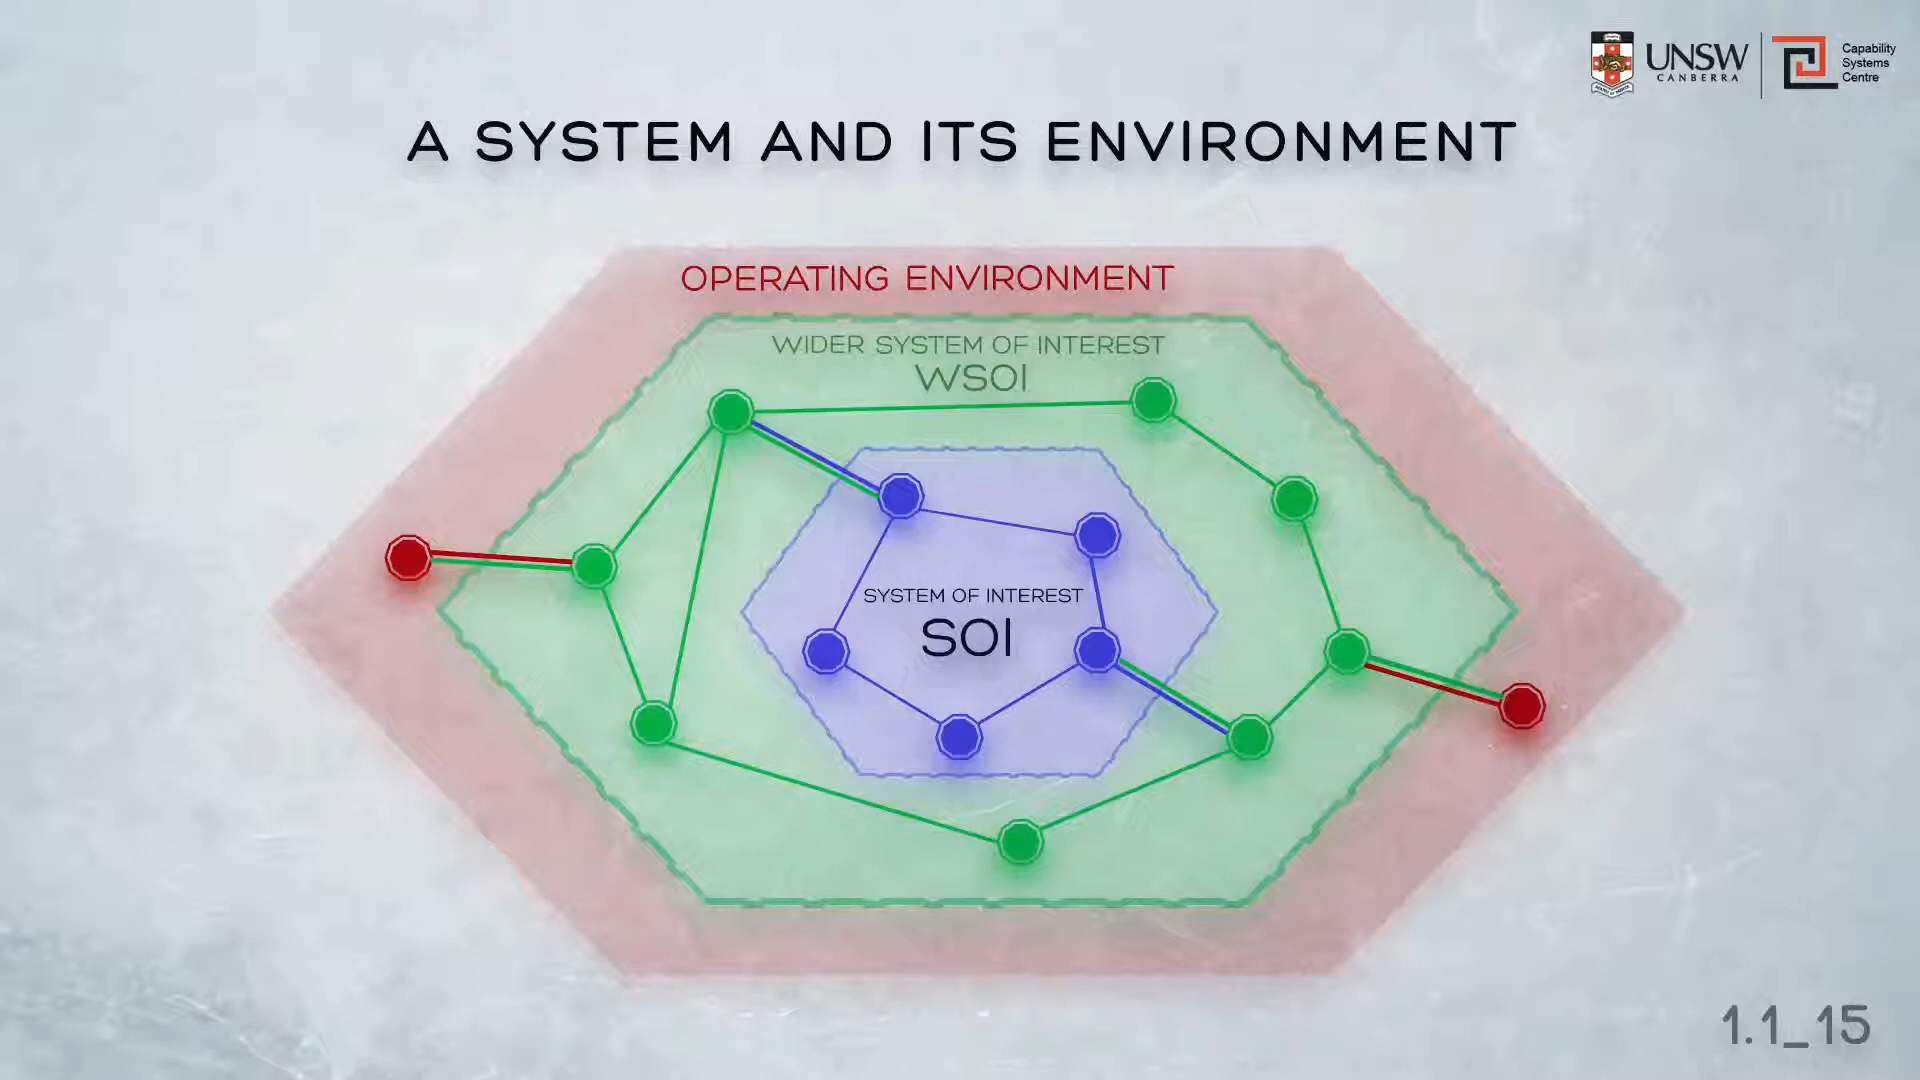 UNSW
CANBERRA
Capability
Systems
Centre
A SYSTEM AND ITS ENVIRONMENT
OPERATING ENVIRONMENT
WIDER SYSTEM OF INTEREST
WSOI
SYSTEM OF INTEREST
SOI
1.1_15